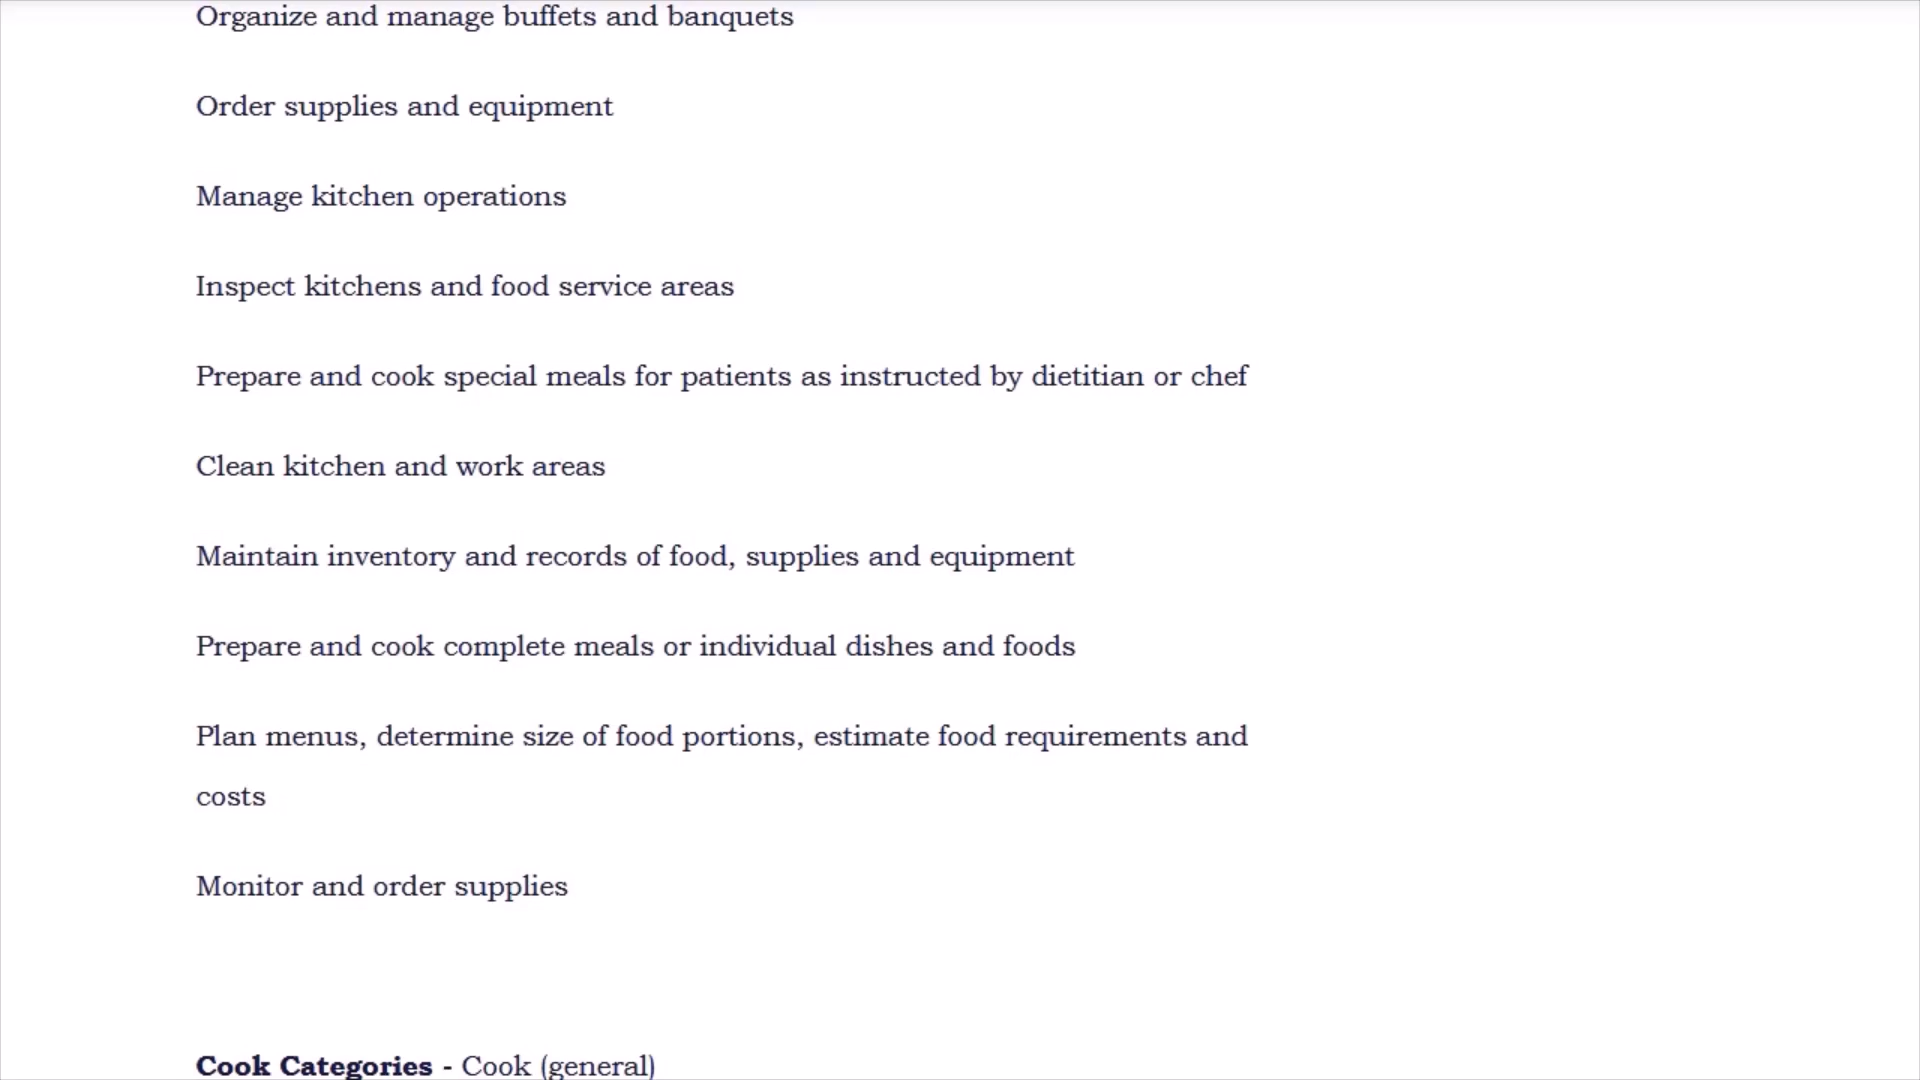 Organize and manage buffets and banquets
Order supplies and equipment
Manage kitchen operations
Inspect kitchens and food service areas
Prepare and cook special meals for patients as instructed by dietitian or chef
Clean kitchen and work areas
Maintain inventory and records of food, supplies and equipment
Prepare and cook complete meals or individual dishes and foods
Plan menus, determine size of food portions, estimate food requirements and
costs
Monitor and order supplies
Cook Categories - Cook (general)